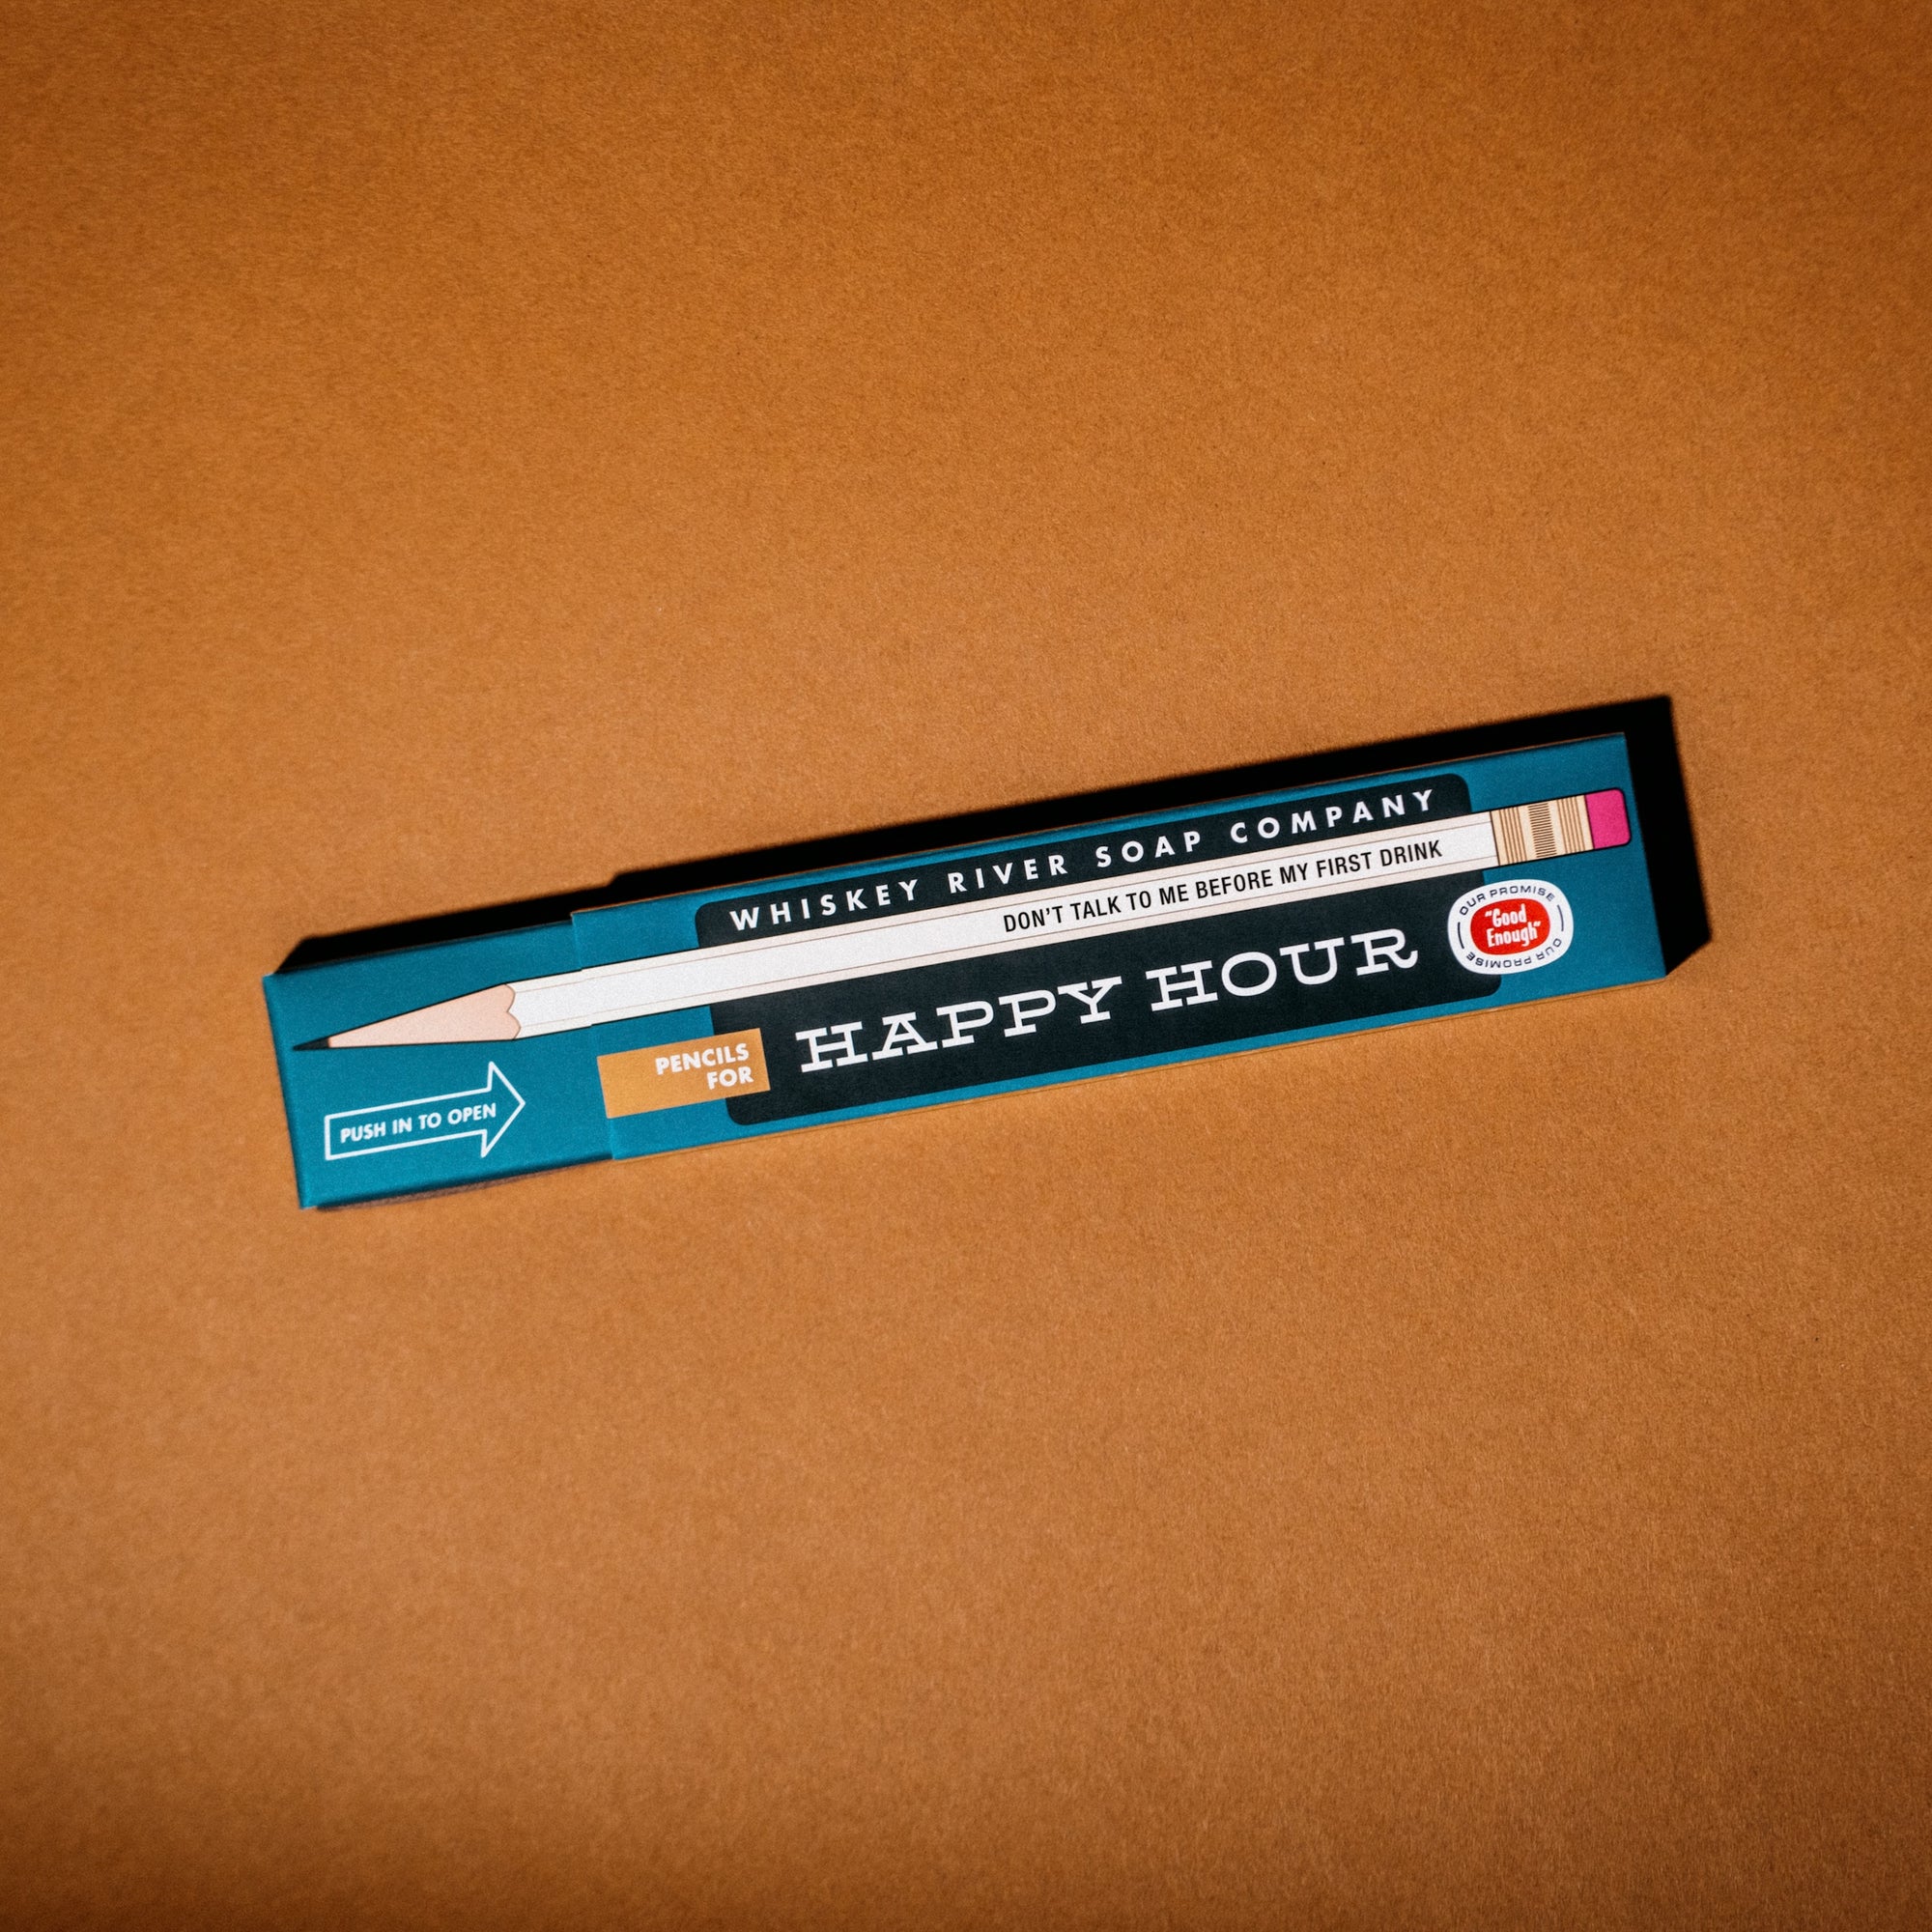 WHISKEY RIVER SOAP COMPANY
DON'T TALK TO ME BEFORE MY FIRST DRINK
PENCILS
FOR
HAPPY HOUR
OUR PROMISE
"Good
Enough"
OUR PROMISE
PUSH IN TO OPEN